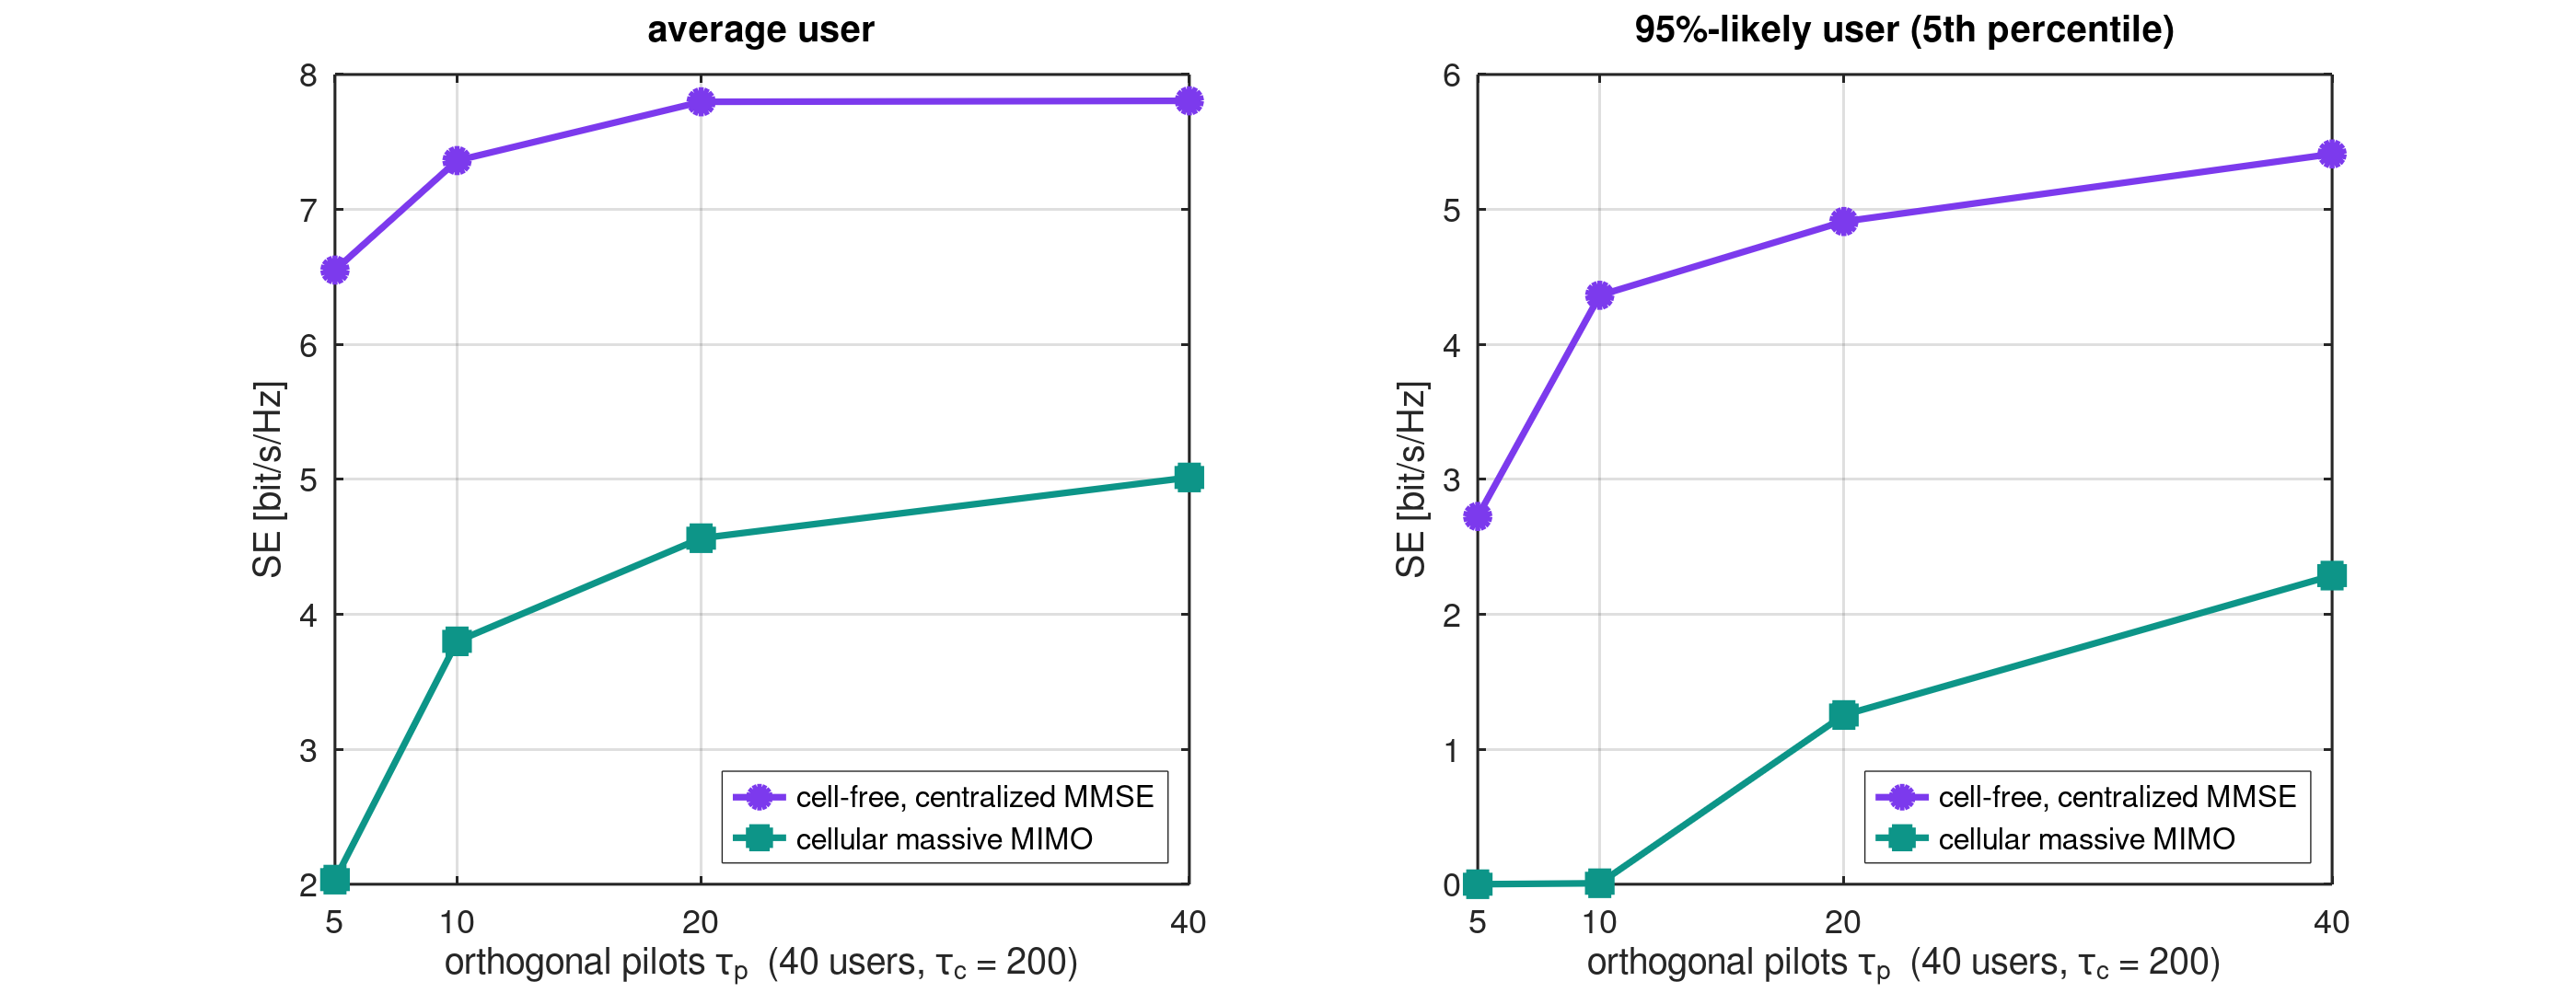 average user
8
7
6
5
4
3
2
SE [bit/s/Hz]
5 10 20 40
orthogonal pilots τp (40 users, τc = 200)
cell-free, centralized MMSE
cellular massive MIMO
95%-likely user (5th percentile)
6
5
4
3
2
1
0
SE [bit/s/Hz]
5 10 20 40
orthogonal pilots τp (40 users, τc = 200)
cell-free, centralized MMSE
cellular massive MIMO